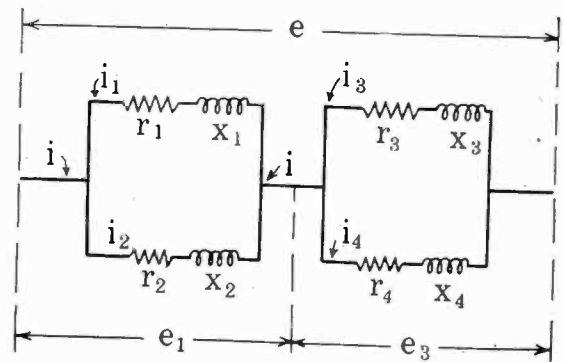 e
i₁
i₃
r₁
x₁
r₃
x₃
i
i
i₂
i₄
r₂
x₂
r₄
x₄
e₁
e₃